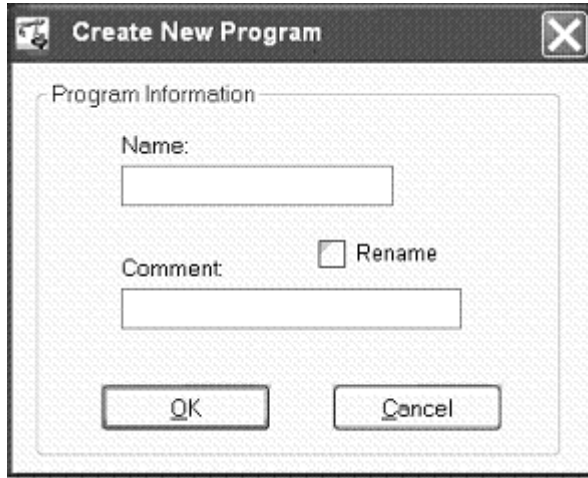 Create New Program
Program Information
Name:
Rename
Comment:
OK
Cancel